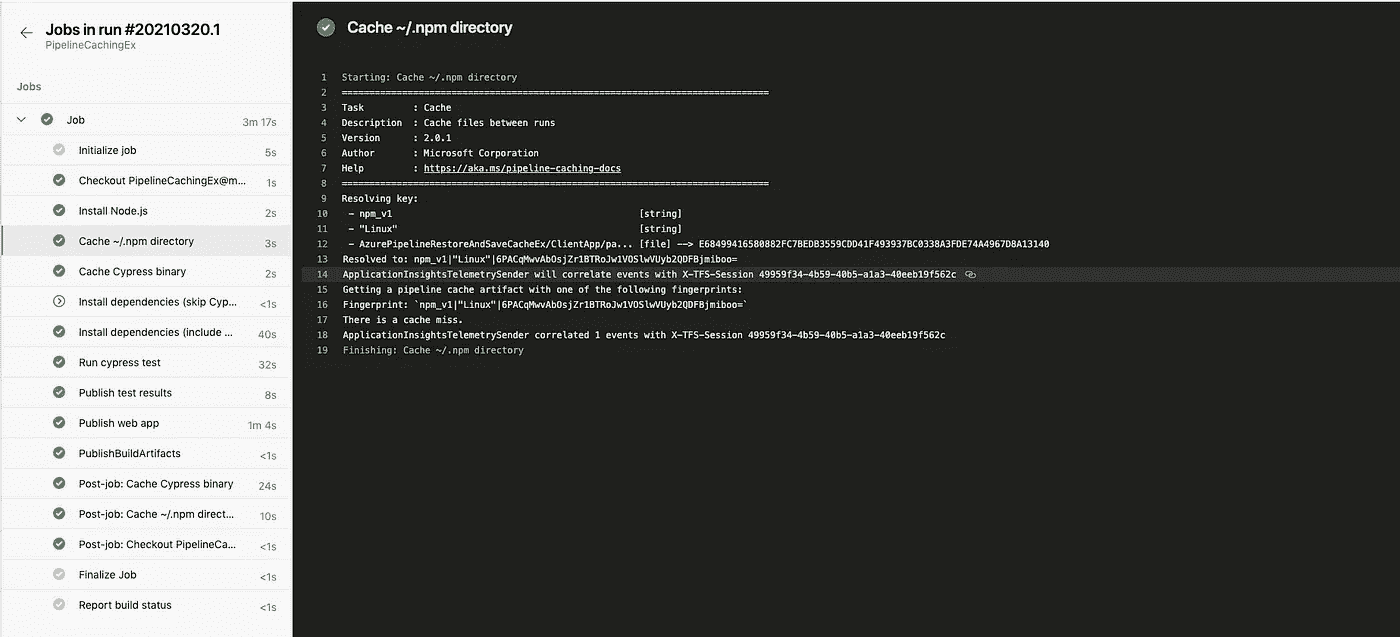 Jobs in run #20210320.1
PipelineCachingEx
Jobs
Job 3m 17s
Initialize job 5s
Checkout PipelineCachingEx@m... 1s
Install Node.js 2s
Cache ~/.npm directory 3s
Cache Cypress binary 2s
Install dependencies (skip Cyp... <1s
Install dependencies (include ... 40s
Run cypress test 32s
Publish test results 8s
Publish web app 1m 4s
PublishBuildArtifacts <1s
Post-job: Cache Cypress binary 24s
Post-job: Cache ~/.npm direct... 10s
Post-job: Checkout PipelineCa... <1s
Finalize Job <1s
Report build status <1s
Cache ~/.npm directory
1 Starting: Cache ~/.npm directory
2 ==============================================================================
3 Task : Cache
4 Description : Cache files between runs
5 Version : 2.0.1
6 Author : Microsoft Corporation
7 Help : https://aka.ms/pipeline-caching-docs
8 ==============================================================================
9 Resolving key:
10 - npm_v1 [string]
11 - "Linux" [string]
12 - AzurePipelineRestoreAndSaveCacheEx/ClientApp/pa... [file] --> E68499416580882FC7BEDB3559CDD41F493937BC0338A3FDE74A4967D8A13140
13 Resolved to: npm_v1|"Linux"|6PACqMwvAbOsjZr1BTRoJw1VOSlwVUyb2QDFBjmiboo=
14 ApplicationInsightsTelemetrySender will correlate events with X-TFS-Session 49959f34-4b59-40b5-a1a3-40eeb19f562c
15 Getting a pipeline cache artifact with one of the following fingerprints:
16 Fingerprint: `npm_v1|"Linux"|6PACqMwvAbOsjZr1BTRoJw1VOSlwVUyb2QDFBjmiboo=`
17 There is a cache miss.
18 ApplicationInsightsTelemetrySender correlated 1 events with X-TFS-Session 49959f34-4b59-40b5-a1a3-40eeb19f562c
19 Finishing: Cache ~/.npm directory